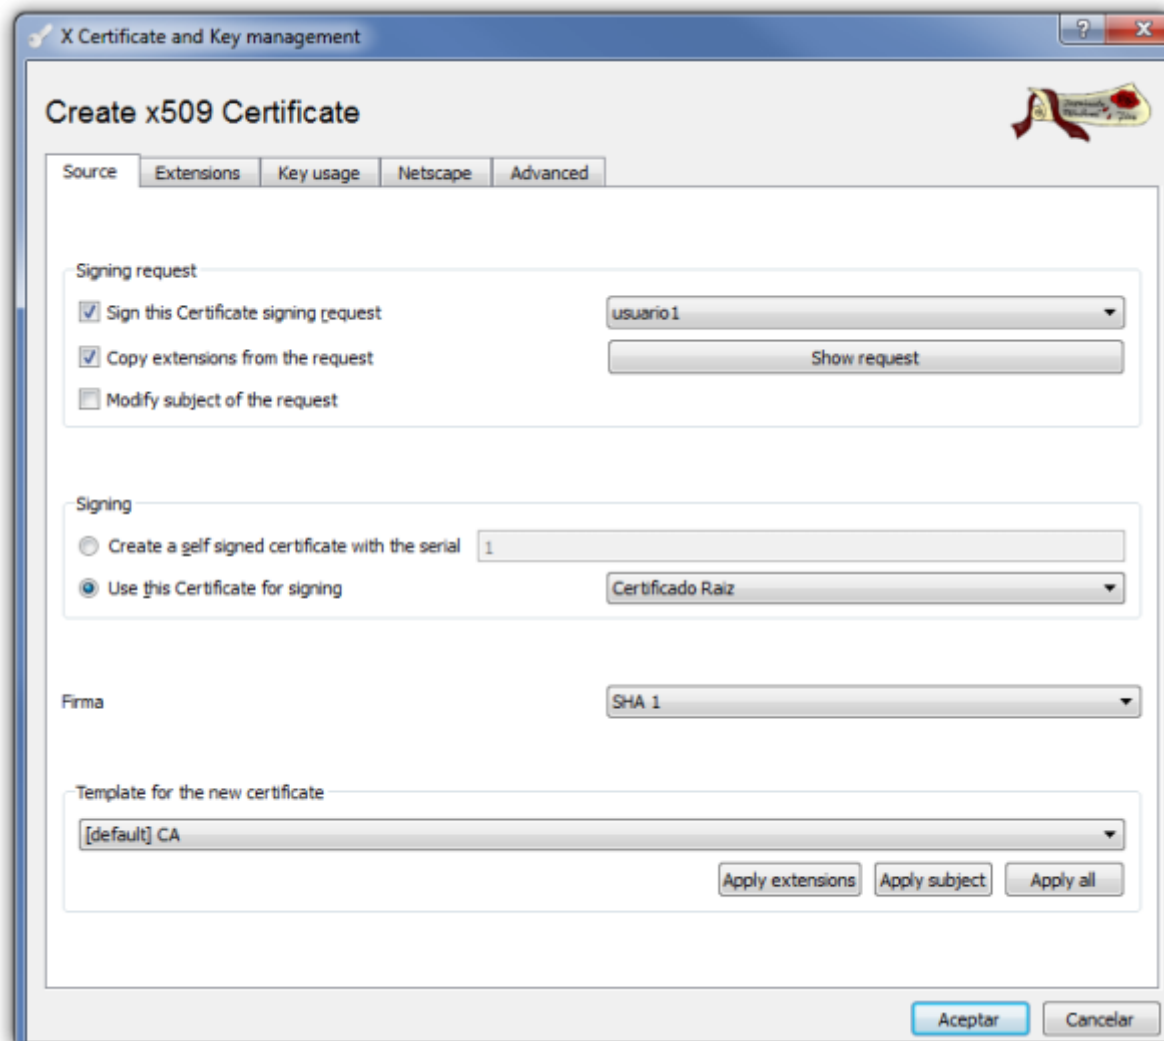 X Certificate and Key management
?
Create x509 Certificate
Source Extensions Key usage Netscape Advanced
Signing request
Sign this Certificate signing request usuario1
Copy extensions from the request Show request
Modify subject of the request
Signing
Create a self signed certificate with the serial 1
Use this Certificate for signing Certificado Raiz
Firma SHA 1
Template for the new certificate
[default] CA
Apply extensions Apply subject Apply all
Aceptar Cancelar